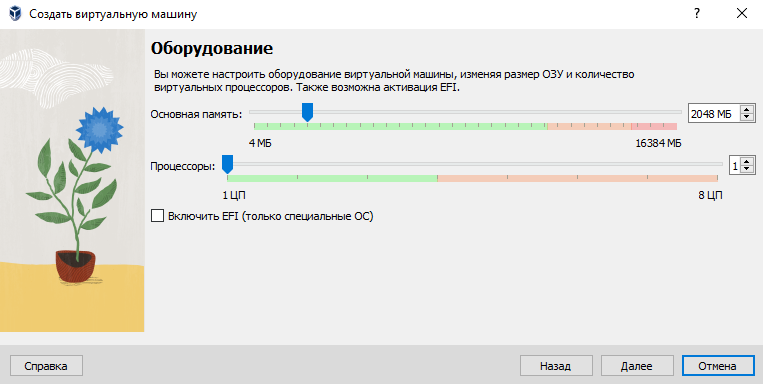 Создать виртуальную машину
Оборудование
Вы можете настроить оборудование виртуальной машины, изменяя размер ОЗУ и количество
виртуальных процессоров. Также возможна активация EFI.
Основная память:
2048 МБ
4 МБ
16384 МБ
Процессоры:
1
1 ЦП
8 ЦП
Включить EFI (только специальные ОС)
Справка
Назад
Далее
Отмена